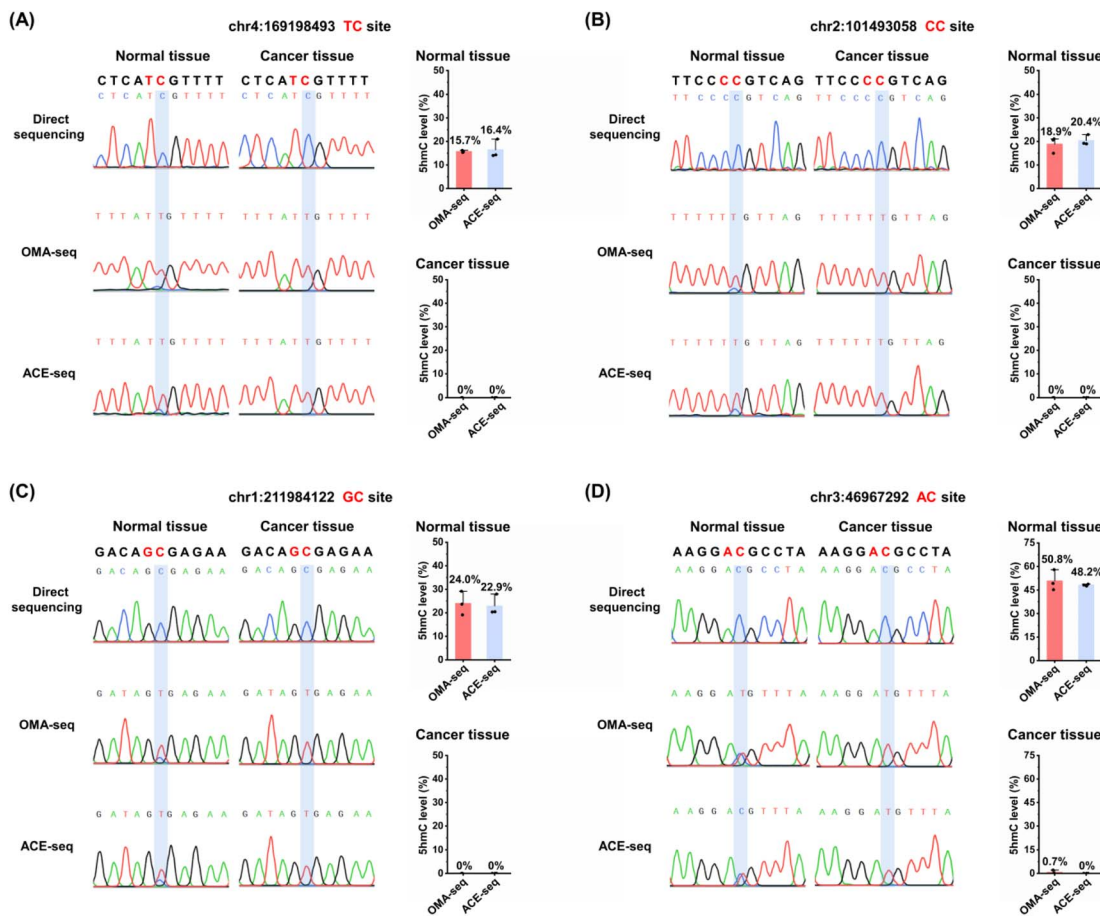 (A)
chr4:169198493 TC site
Normal tissue
Cancer tissue
CTCATCGTTTT
CTCATCGTTTT
Direct sequencing
CTCATCGTTTT
CTCATCGTTTT
OMA-seq
TTTATTGTTTT
TTTATTGTTTT
ACE-seq
TTTATTGTTTT
TTTATTGTTTT
Normal tissue
5hmC level (%)
50
40
30
20
10
0
15.7%
16.4%
OMA-seq
ACE-seq
Cancer tissue
5hmC level (%)
50
40
30
20
10
0
0%
0%
OMA-seq
ACE-seq
(B)
chr2:101493058 CC site
Normal tissue
Cancer tissue
TTCCCCGTCAG
TTCCCCGTCAG
Direct sequencing
TTCCCCGTCAG
TTCCCCGTCAG
OMA-seq
TTTTTTGTTAG
TTTTTTGTTAG
ACE-seq
TTTTTTGTTAG
TTTTTTGTTAG
Normal tissue
5hmC level (%)
50
40
30
20
10
0
18.9%
20.4%
OMA-seq
ACE-seq
Cancer tissue
5hmC level (%)
50
40
30
20
10
0
0%
0%
OMA-seq
ACE-seq
(C)
chr1:211984122 GC site
Normal tissue
Cancer tissue
GACAGCGAGAA
GACAGCGAGAA
Direct sequencing
GACAGCGAGAA
GACAGCGAGAA
OMA-seq
GATAGTGAGAA
GATAGTGAGAA
ACE-seq
GATAGTGAGAA
GATAGTGAGAA
Normal tissue
5hmC level (%)
50
40
30
20
10
0
24.0%
22.9%
OMA-seq
ACE-seq
Cancer tissue
5hmC level (%)
50
40
30
20
10
0
0%
0%
OMA-seq
ACE-seq
(D)
chr3:46967292 AC site
Normal tissue
Cancer tissue
AAGGACGCCTA
AAGGACGCCTA
Direct sequencing
AAGGACGCCTA
AAGGACGCCTA
OMA-seq
AAGGATGTTTA
AAGGATGTTTA
ACE-seq
AAGGACGTTTA
AAGGATGTTTA
Normal tissue
5hmC level (%)
75
60
45
30
15
0
50.8%
48.2%
OMA-seq
ACE-seq
Cancer tissue
5hmC level (%)
50
40
30
20
10
0
0.7%
0%
OMA-seq
ACE-seq